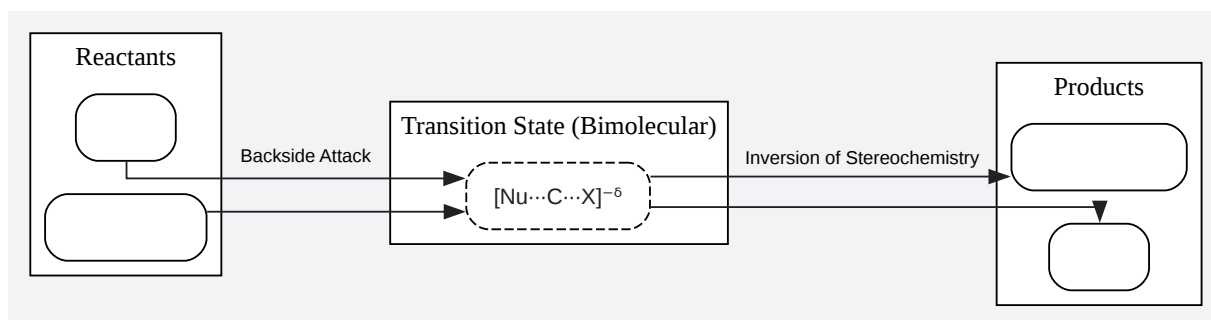 Reactants
Backside Attack
Transition State (Bimolecular)
[Nu···C···X]⁻ᵟ
Inversion of Stereochemistry
Products